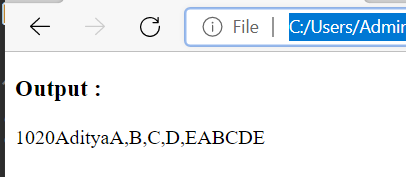 File
C:/Users/Admin
Output :
1020AdityaA,B,C,D,EABCDE